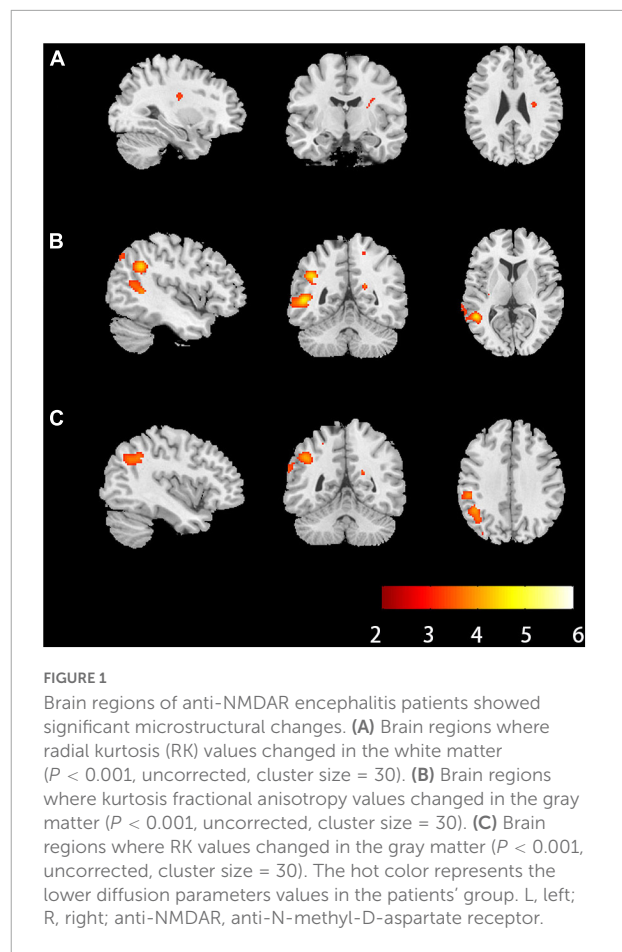 A
B
C
2 3 4 5 6
FIGURE 1
Brain regions of anti-NMDAR encephalitis patients showed
significant microstructural changes. (A) Brain regions where
radial kurtosis (RK) values changed in the white matter
(P < 0.001, uncorrected, cluster size = 30). (B) Brain regions
where kurtosis fractional anisotropy values changed in the gray
matter (P < 0.001, uncorrected, cluster size = 30). (C) Brain
regions where RK values changed in the gray matter (P < 0.001,
uncorrected, cluster size = 30). The hot color represents the
lower diffusion parameters values in the patients’ group. L, left;
R, right; anti-NMDAR, anti-N-methyl-D-aspartate receptor.